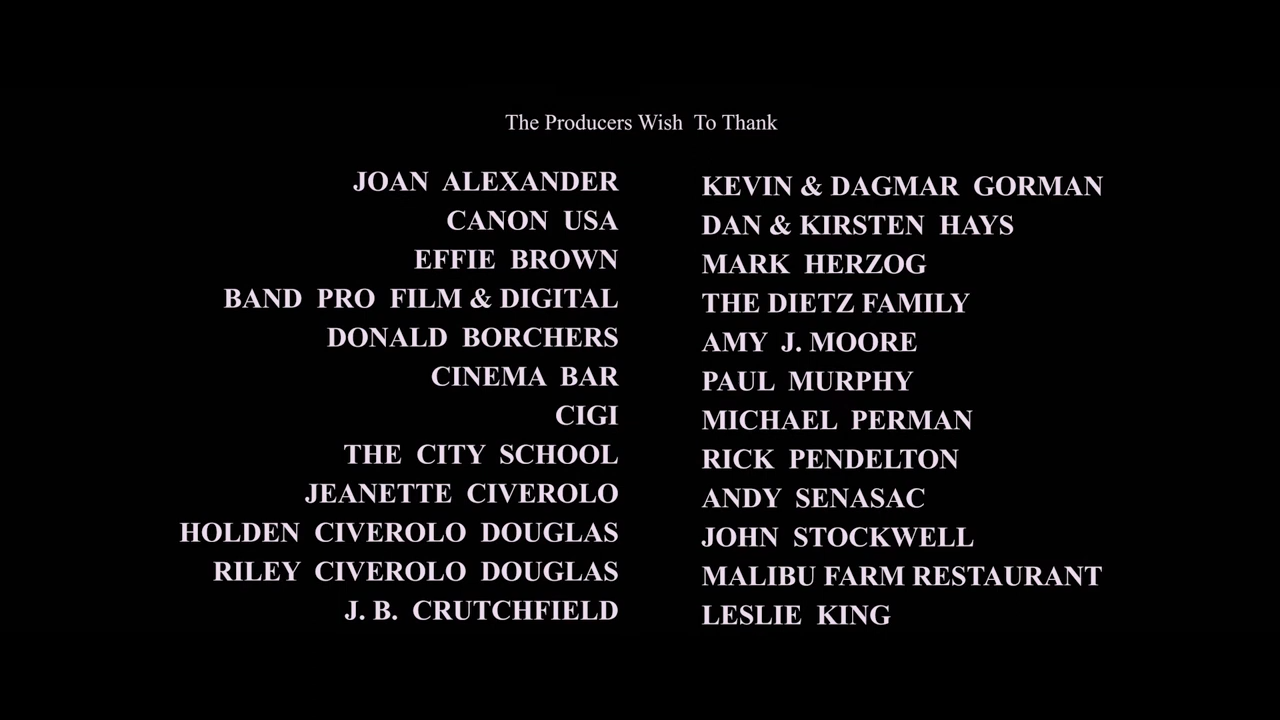 The Producers Wish To Thank
JOAN ALEXANDER
CANON USA
EFFIE BROWN
BAND PRO FILM & DIGITAL
DONALD BORCHERS
CINEMA BAR
CIGI
THE CITY SCHOOL
JEANETTE CIVEROLO
HOLDEN CIVEROLO DOUGLAS
RILEY CIVEROLO DOUGLAS
J. B. CRUTCHFIELD
KEVIN & DAGMAR GORMAN
DAN & KIRSTEN HAYS
MARK HERZOG
THE DIETZ FAMILY
AMY J. MOORE
PAUL MURPHY
MICHAEL PERMAN
RICK PENDELTON
ANDY SENASAC
JOHN STOCKWELL
MALIBU FARM RESTAURANT
LESLIE KING